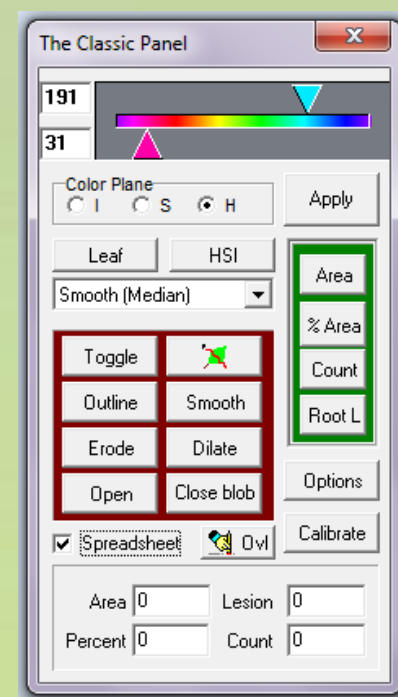 The Classic Panel
191
31
Color Plane
I S H
Apply
Leaf HSI
Smooth (Median)
Area
% Area
Count
Root L
Toggle
Outline Smooth
Erode Dilate
Open Close blob
Options
Spreadsheet Ovl
Calibrate
Area 0 Lesion 0
Percent 0 Count 0